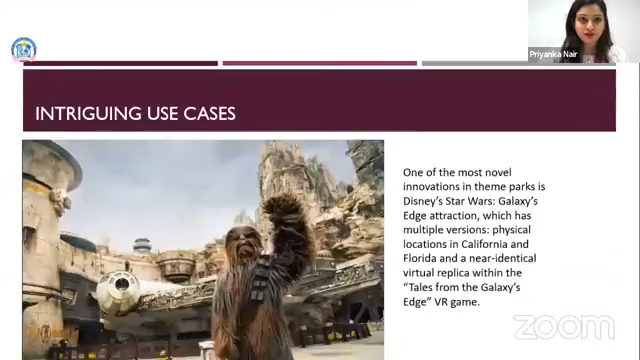 Priyanka Nair
INTRIGUING USE CASES
One of the most novel
innovations in theme parks is
Disney's Star Wars: Galaxy's
Edge attraction, which has
multiple versions: physical
locations in California and
Florida and a near-identical
virtual replica within the
"Tales from the Galaxy's
Edge" VR game.
zoom